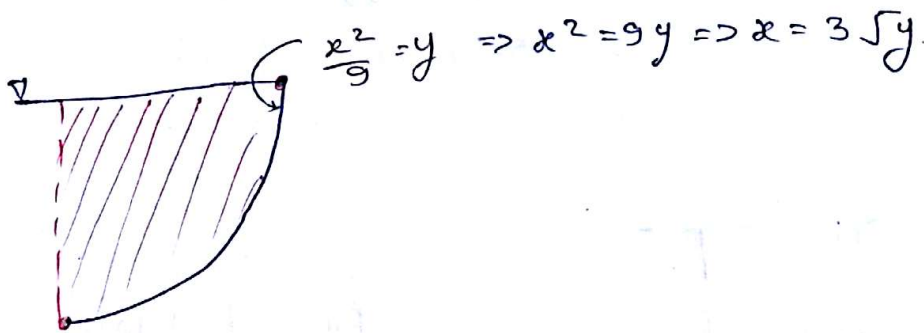 x²/9 = y => x² = 9y => x = 3√y